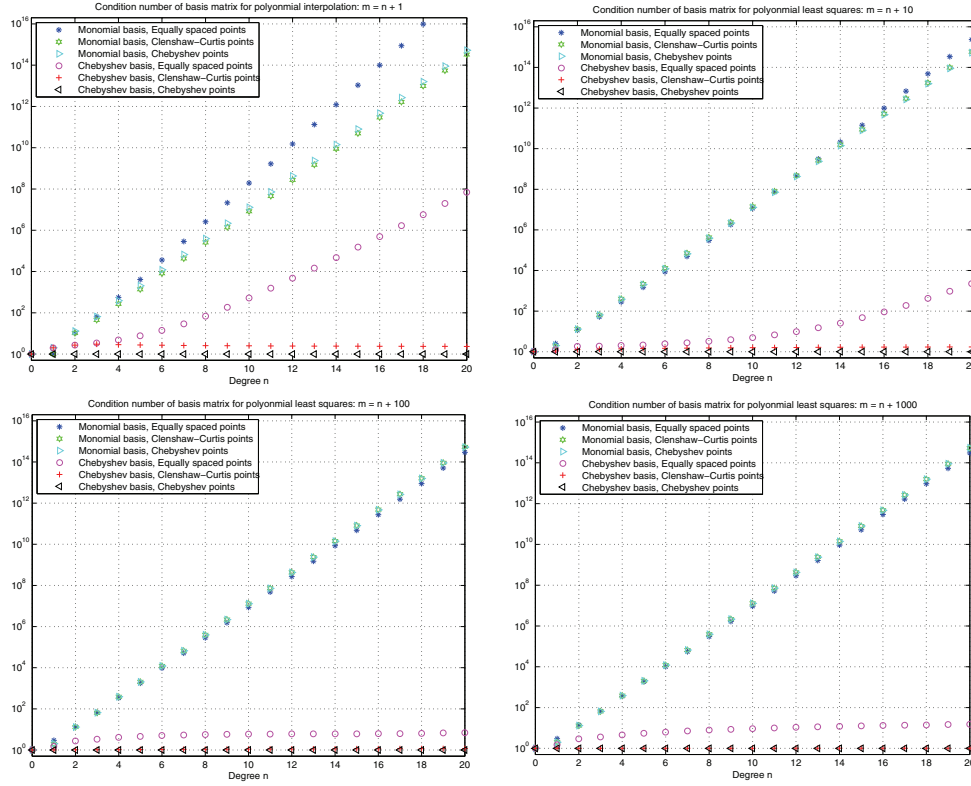 Condition number of basis matrix for polyonmial interpolation: m = n + 1
10^16
10^14
10^12
10^10
10^8
10^6
10^4
10^2
10^0
Monomial basis, Equally spaced points
Monomial basis, Clenshaw−Curtis points
Monomial basis, Chebyshev points
Chebyshev basis, Equally spaced points
Chebyshev basis, Clenshaw−Curtis points
Chebyshev basis, Chebyshev points
0 2 4 6 8 10 12 14 16 18 20
Degree n
Condition number of basis matrix for polyonmial least squares: m = n + 10
10^16
10^14
10^12
10^10
10^8
10^6
10^4
10^2
10^0
Monomial basis, Equally spaced points
Monomial basis, Clenshaw−Curtis points
Monomial basis, Chebyshev points
Chebyshev basis, Equally spaced points
Chebyshev basis, Clenshaw−Curtis points
Chebyshev basis, Chebyshev points
0 2 4 6 8 10 12 14 16 18 20
Degree n
Condition number of basis matrix for polyonmial least squares: m = n + 100
10^16
10^14
10^12
10^10
10^8
10^6
10^4
10^2
10^0
Monomial basis, Equally spaced points
Monomial basis, Clenshaw−Curtis points
Monomial basis, Chebyshev points
Chebyshev basis, Equally spaced points
Chebyshev basis, Clenshaw−Curtis points
Chebyshev basis, Chebyshev points
0 2 4 6 8 10 12 14 16 18 20
Degree n
Condition number of basis matrix for polyonmial least squares: m = n + 1000
10^16
10^14
10^12
10^10
10^8
10^6
10^4
10^2
10^0
Monomial basis, Equally spaced points
Monomial basis, Clenshaw−Curtis points
Monomial basis, Chebyshev points
Chebyshev basis, Equally spaced points
Chebyshev basis, Clenshaw−Curtis points
Chebyshev basis, Chebyshev points
0 2 4 6 8 10 12 14 16 18 20
Degree n